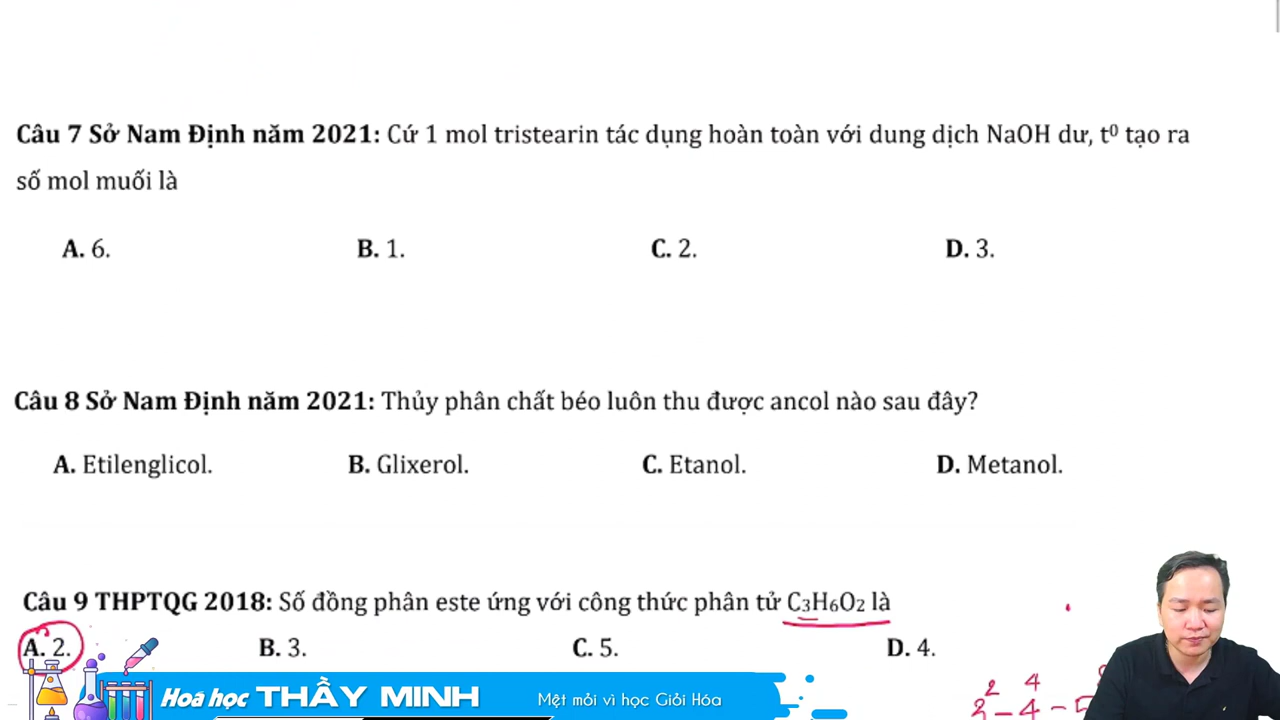 Câu 7 Sở Nam Định năm 2021: Cứ 1 mol tristearin tác dụng hoàn toàn với dung dịch NaOH dư, t⁰ tạo ra
số mol muối là
A. 6. B. 1. C. 2. D. 3.
Câu 8 Sở Nam Định năm 2021: Thủy phân chất béo luôn thu được ancol nào sau đây?
A. Etilenglicol. B. Glixerol. C. Etanol. D. Metanol.
Câu 9 THPTQG 2018: Số đồng phân este ứng với công thức phân tử C₃H₆O₂ là
A. 2. B. 3. C. 5. D. 4.
2 4
Hoá học THẦY MINH Mệt mỏi vì học Giỏi Hóa